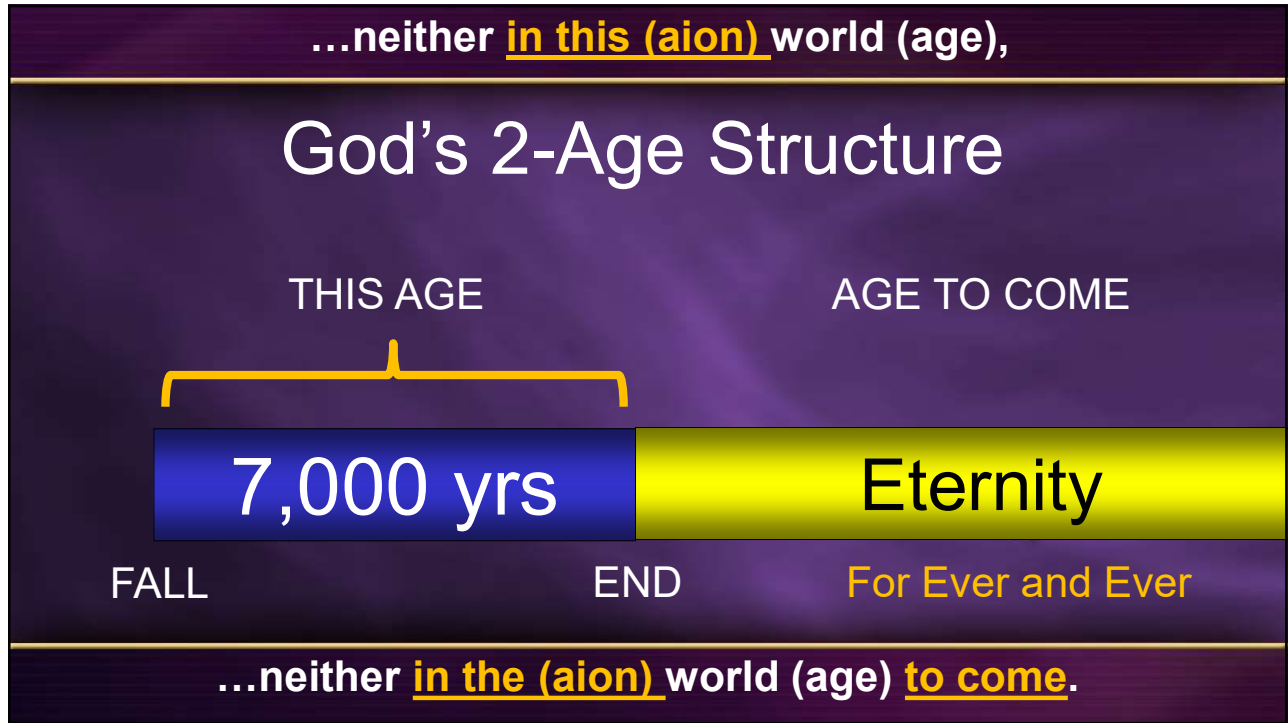 …neither in this (aion) world (age),
God’s 2-Age Structure
THIS AGE AGE TO COME
7,000 yrs Eternity
FALL END For Ever and Ever
…neither in the (aion) world (age) to come.